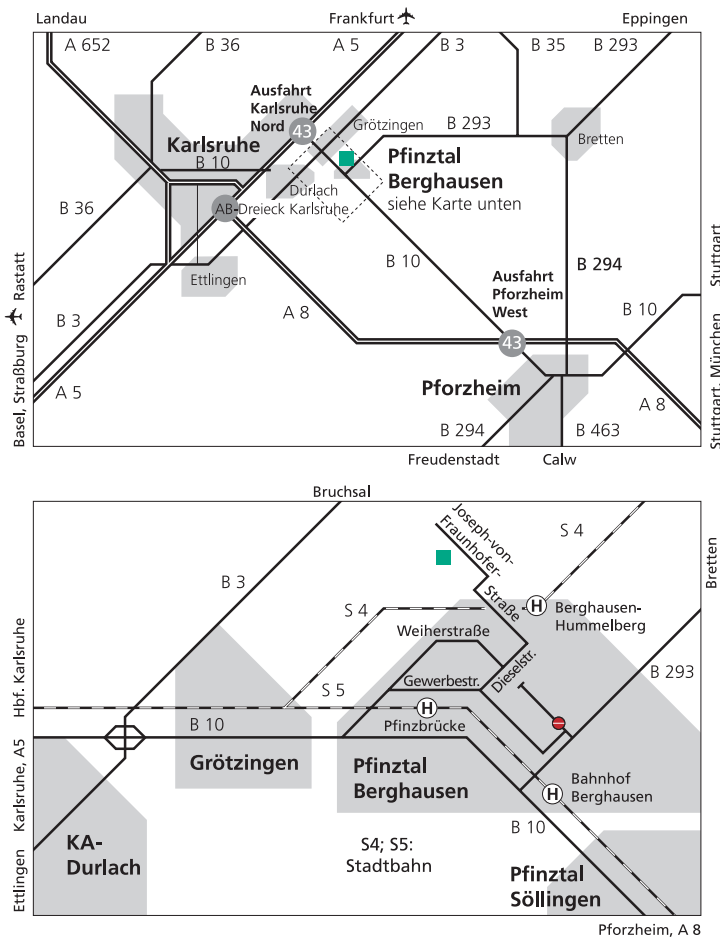 Landau
Frankfurt
Eppingen
A 652
B 36
A 5
B 3
B 35
B 293
Ausfahrt
Karlsruhe
Nord
43
Grötzingen
B 293
Karlsruhe
Bretten
B 10
Pfinztal
Berghausen
siehe Karte unten
Durlach
AB-Dreieck Karlsruhe
B 36
Ettlingen
B 10
B 294
Ausfahrt
Pforzheim
West
43
B 10
B 3
A 8
A 5
Pforzheim
A 8
B 294
B 463
Freudenstadt
Calw
Basel, Straßburg
Rastatt
Stuttgart
Stuttgart, München
Bruchsal
Joseph-von-
Fraunhofer-
Straße
S 4
B 3
S 4
H
Berghausen-
Hummelberg
Weiherstraße
Dieselstr.
B 293
Gewerbestr.
S 5
H
B 10
Pfinzbrücke
Grötzingen
Pfinztal
Berghausen
Bahnhof
Berghausen
H
B 10
KA-
Durlach
S4; S5:
Stadtbahn
Pfinztal
Söllingen
Hbf. Karlsruhe
Karlsruhe, A5
Ettlingen
Bretten
Pforzheim, A 8